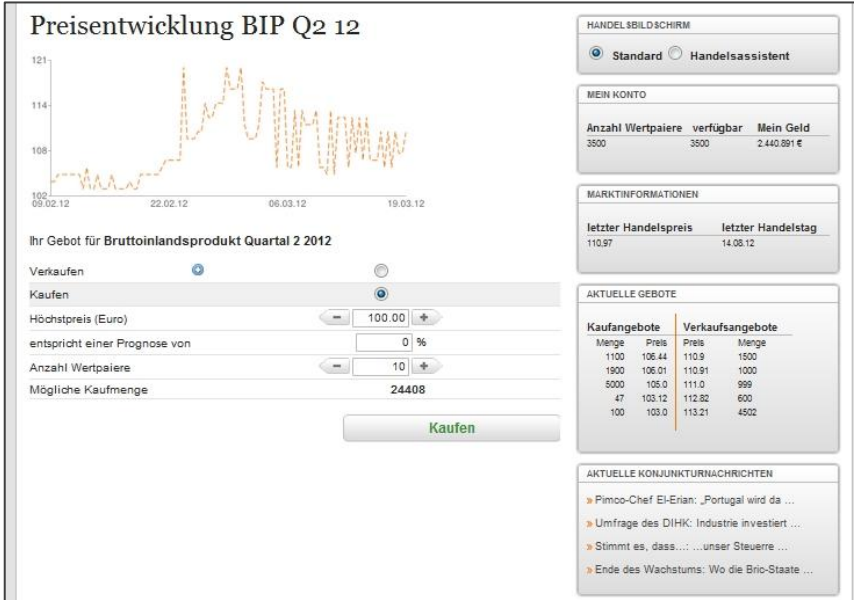 Preisentwicklung BIP Q2 12
121
114
108
102
09.02.12 22.02.12 06.03.12 19.03.12
Ihr Gebot für Bruttoinlandsprodukt Quartal 2 2012
Verkaufen
Kaufen
Höchstpreis (Euro) - 100.00 +
entspricht einer Prognose von 0 %
Anzahl Wertpaiere - 10 +
Mögliche Kaufmenge 24408
Kaufen
HANDELSBILDSCHIRM
Standard Handelsassistent
MEIN KONTO
Anzahl Wertpaiere verfügbar Mein Geld
3500 3500 2.440.891 €
MARKTINFORMATIONEN
letzter Handelspreis letzter Handelstag
110,97 14.08.12
AKTUELLE GEBOTE
Kaufangebote Verkaufsangebote
Menge Preis Preis Menge
1100 106.44 110.9 1500
1900 106.01 110.91 1000
5000 105.0 111.0 999
47 103.12 112.82 600
100 103.0 113.21 4502
AKTUELLE KONJUNKTURNACHRICHTEN
» Pimco-Chef El-Erian: „Portugal wird da ...
» Umfrage des DIHK: Industrie investiert ...
» Stimmt es, dass...: ...unser Steuerre ...
» Ende des Wachstums: Wo die Bric-Staate ...